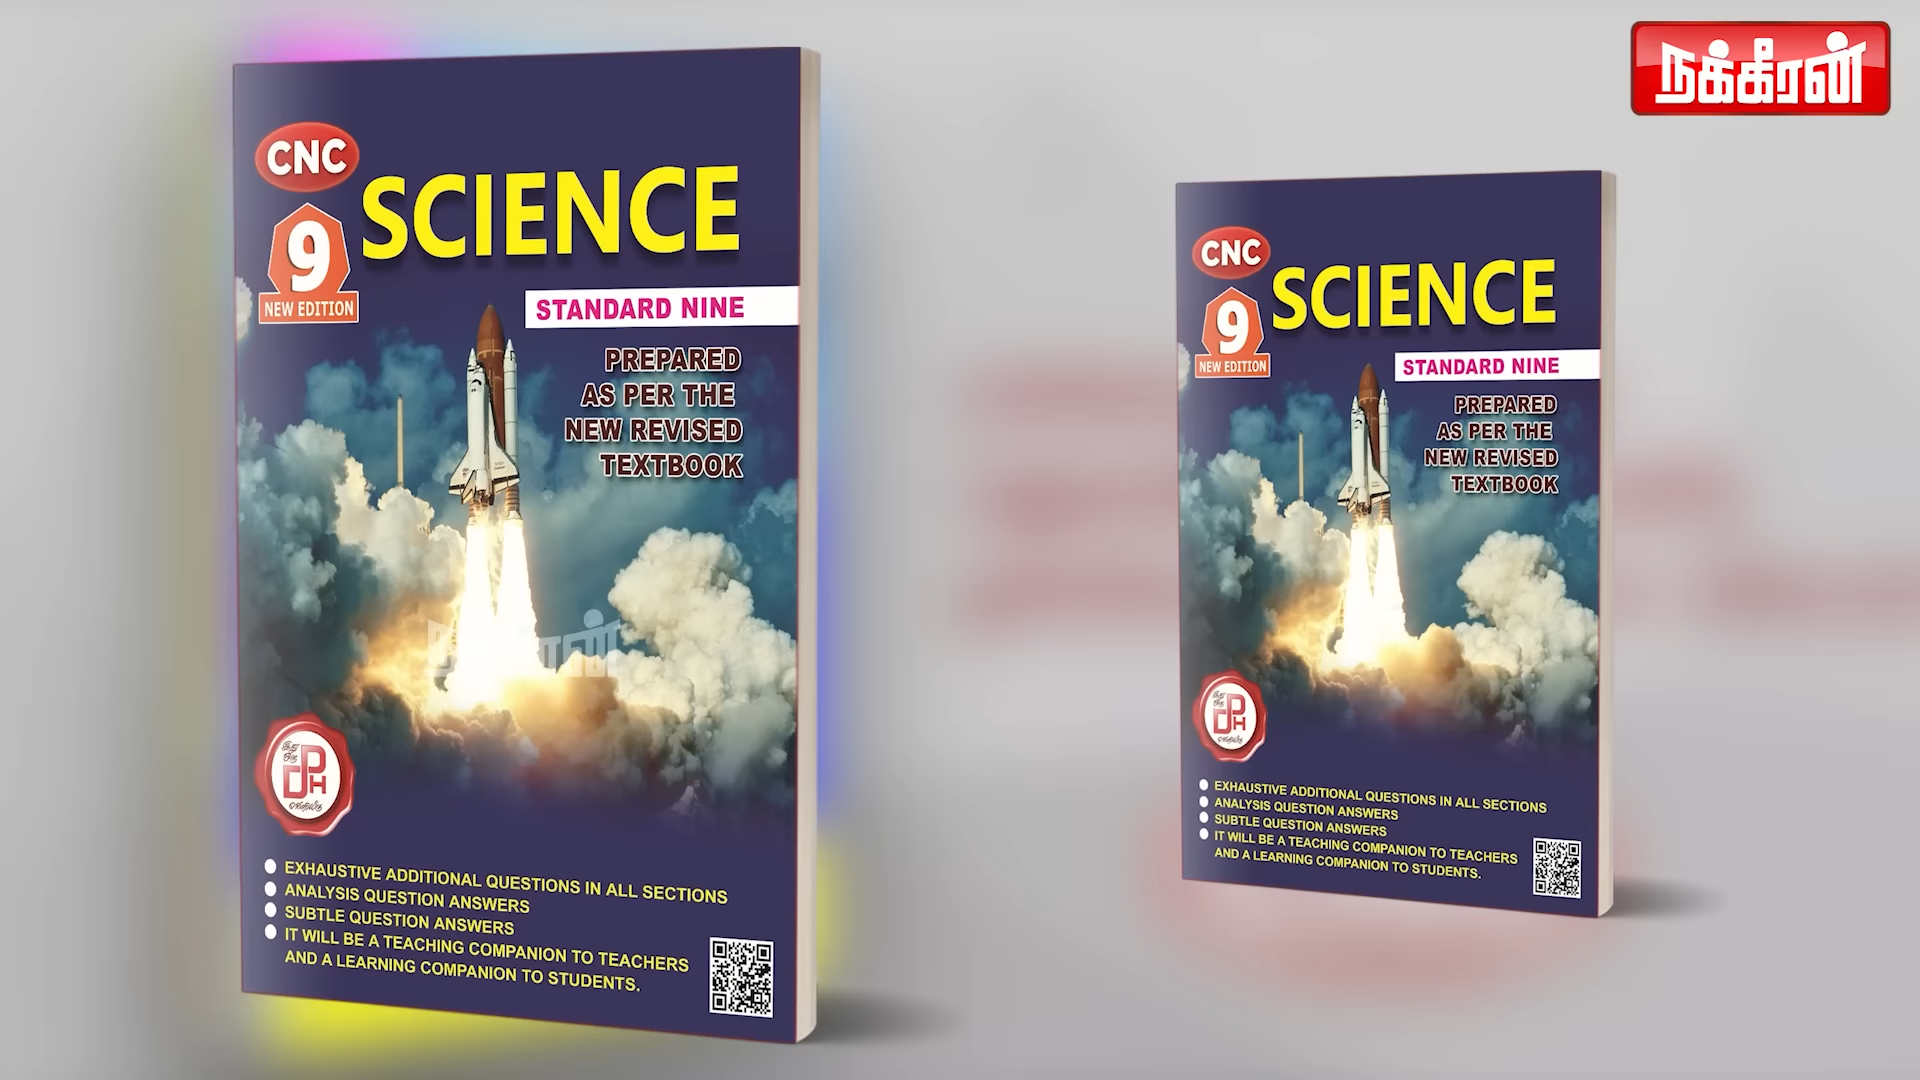 நக்கீரன்
CNC
SCIENCE
9
NEW EDITION
STANDARD NINE
PREPARED
AS PER THE
NEW REVISED
TEXTBOOK
நக்கீரன்
DPH
EXHAUSTIVE ADDITIONAL QUESTIONS IN ALL SECTIONS
ANALYSIS QUESTION ANSWERS
SUBTLE QUESTION ANSWERS
IT WILL BE A TEACHING COMPANION TO TEACHERS
AND A LEARNING COMPANION TO STUDENTS.
CNC
SCIENCE
9
NEW EDITION
STANDARD NINE
PREPARED
AS PER THE
NEW REVISED
TEXTBOOK
DPH
EXHAUSTIVE ADDITIONAL QUESTIONS IN ALL SECTIONS
ANALYSIS QUESTION ANSWERS
SUBTLE QUESTION ANSWERS
IT WILL BE A TEACHING COMPANION TO TEACHERS
AND A LEARNING COMPANION TO STUDENTS.